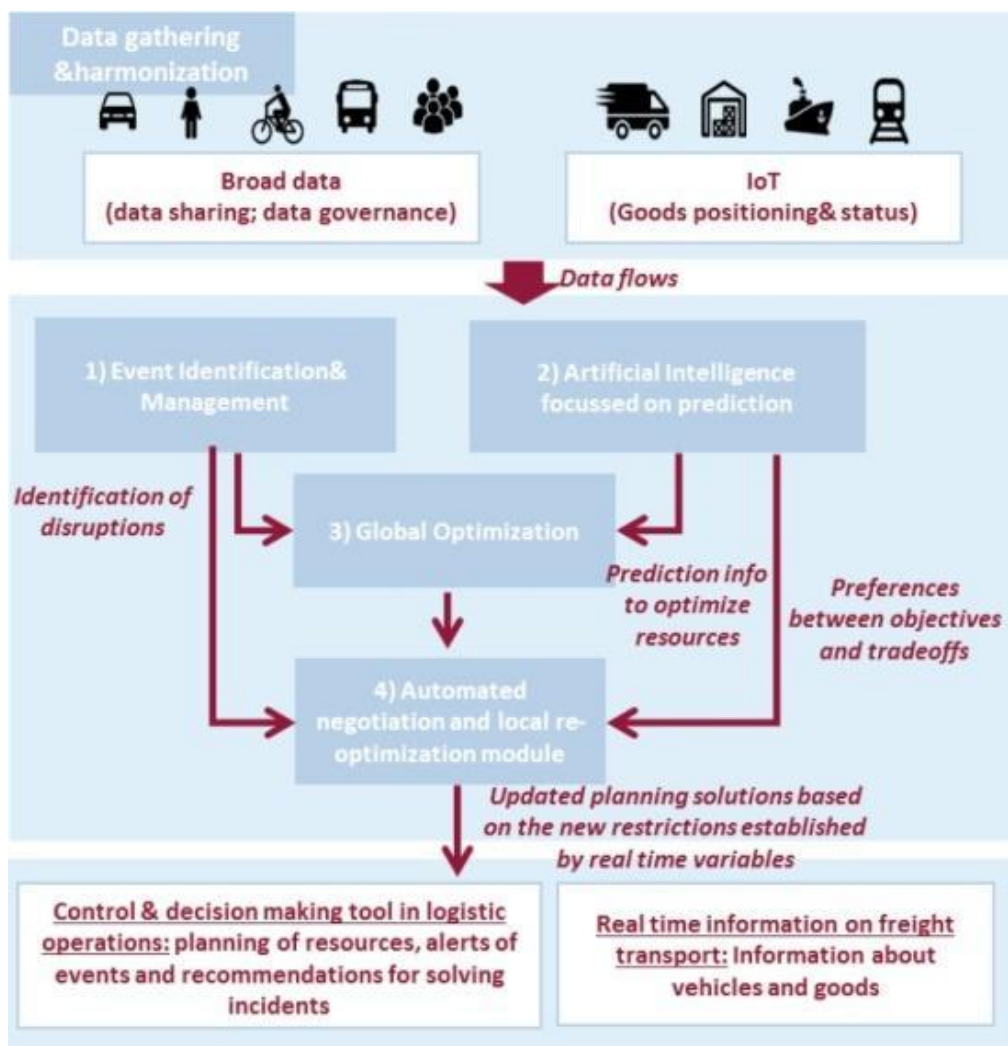 Data gathering
&harmonization
Broad data
(data sharing; data governance)
IoT
(Goods positioning& status)
Data flows
1) Event Identification&
Management
2) Artificial Intelligence
focussed on prediction
Identification of
disruptions
3) Global Optimization
Prediction info
to optimize
resources
Preferences
between objectives
and tradeoffs
4) Automated
negotiation and local re-
optimization module
Updated planning solutions based
on the new restrictions established
by real time variables
Control & decision making tool in logistic
operations: planning of resources, alerts of
events and recommendations for solving
incidents
Real time information on freight
transport: Information about
vehicles and goods